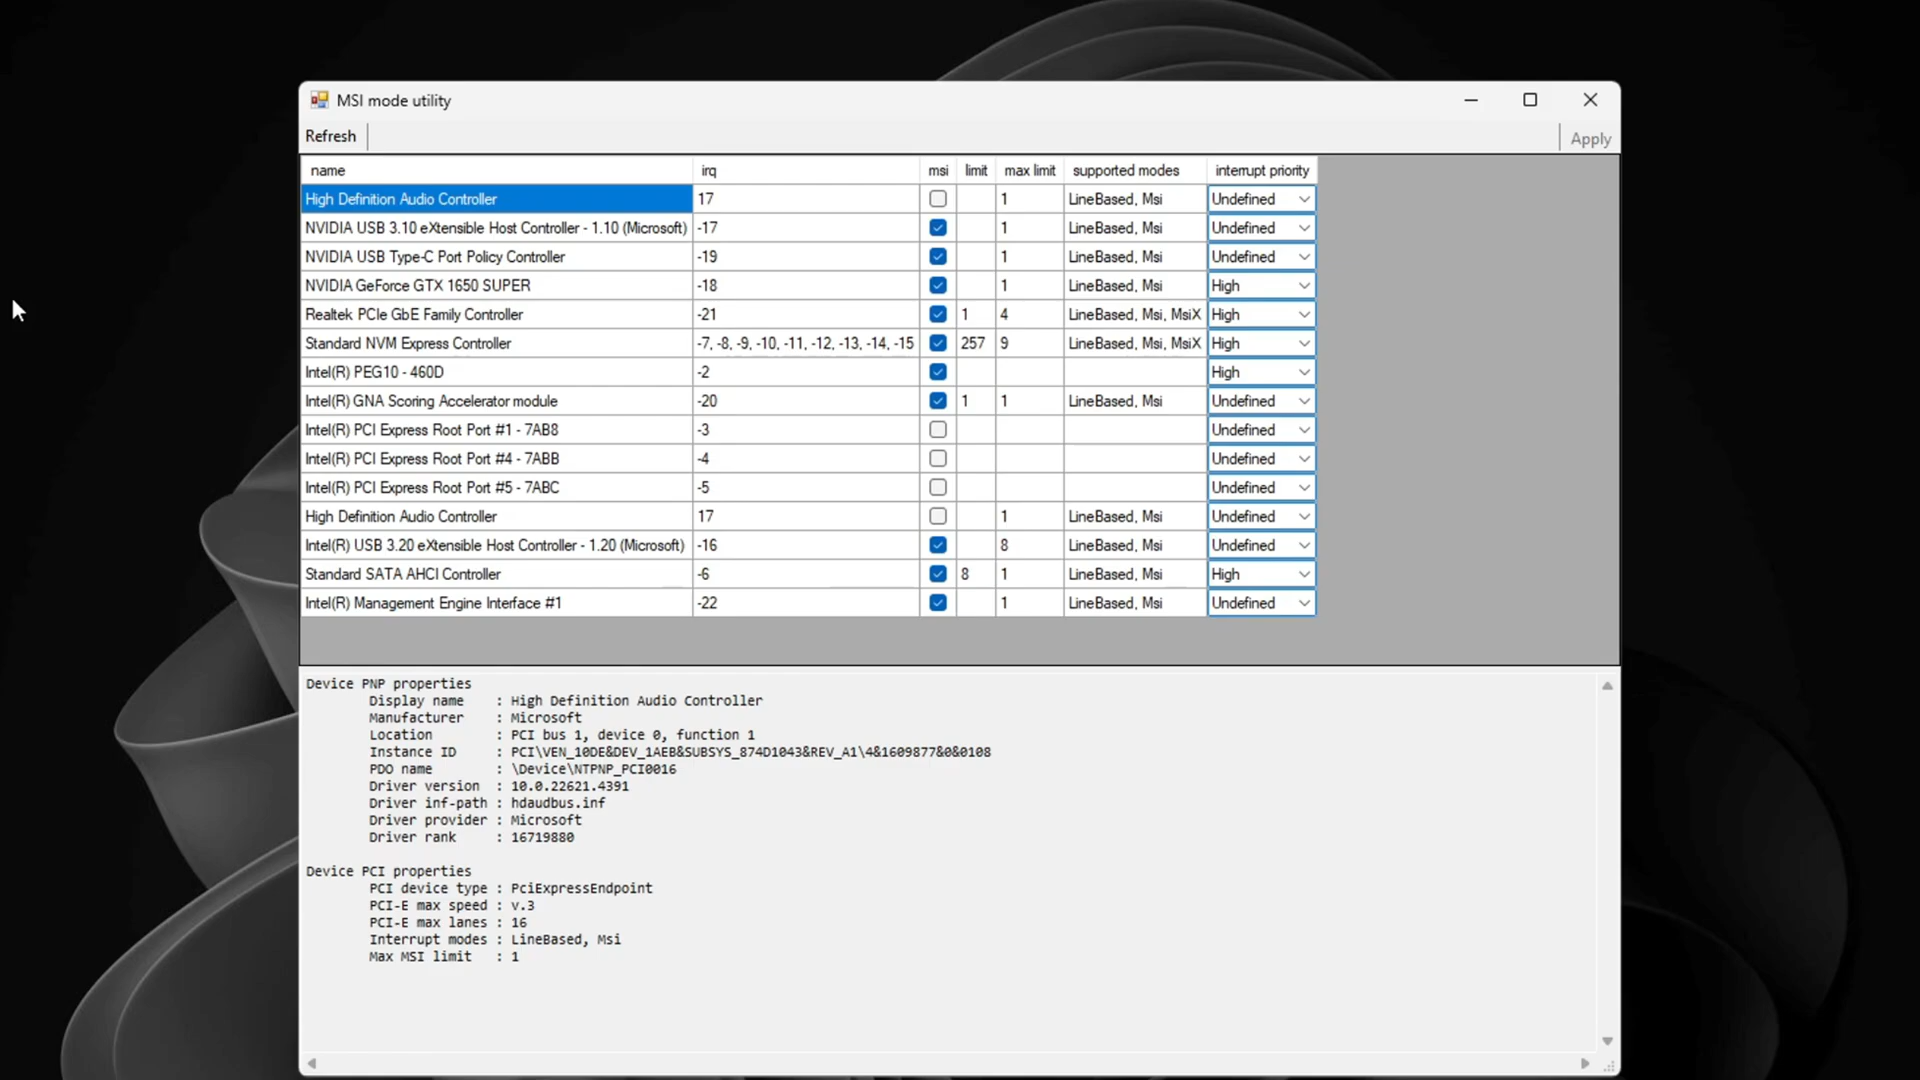 MSI mode utility
Refresh Apply
name irq msi limit max limit supported modes interrupt priority
High Definition Audio Controller 17 1 LineBased, Msi Undefined
NVIDIA USB 3.10 eXtensible Host Controller - 1.10 (Microsoft) -17 1 LineBased, Msi Undefined
NVIDIA USB Type-C Port Policy Controller -19 1 LineBased, Msi Undefined
NVIDIA GeForce GTX 1650 SUPER -18 1 LineBased, Msi High
Realtek PCIe GbE Family Controller -21 1 4 LineBased, Msi, MsiX High
Standard NVM Express Controller -7, -8, -9, -10, -11, -12, -13, -14, -15 257 9 LineBased, Msi, MsiX High
Intel(R) PEG10 - 460D -2 High
Intel(R) GNA Scoring Accelerator module -20 1 1 LineBased, Msi Undefined
Intel(R) PCI Express Root Port #1 - 7AB8 -3 Undefined
Intel(R) PCI Express Root Port #4 - 7ABB -4 Undefined
Intel(R) PCI Express Root Port #5 - 7ABC -5 Undefined
High Definition Audio Controller 17 1 LineBased, Msi Undefined
Intel(R) USB 3.20 eXtensible Host Controller - 1.20 (Microsoft) -16 8 LineBased, Msi Undefined
Standard SATA AHCI Controller -6 8 1 LineBased, Msi High
Intel(R) Management Engine Interface #1 -22 1 LineBased, Msi Undefined
Device PNP properties
Display name : High Definition Audio Controller
Manufacturer : Microsoft
Location : PCI bus 1, device 0, function 1
Instance ID : PCI\VEN_10DE&DEV_1AEB&SUBSYS_874D1043&REV_A1\4&1609877&0&0108
PDO name : \Device\NTPNP_PCI0016
Driver version : 10.0.22621.4391
Driver inf-path : hdaudbus.inf
Driver provider : Microsoft
Driver rank : 16719880
Device PCI properties
PCI device type : PciExpressEndpoint
PCI-E max speed : v.3
PCI-E max lanes : 16
Interrupt modes : LineBased, Msi
Max MSI limit : 1